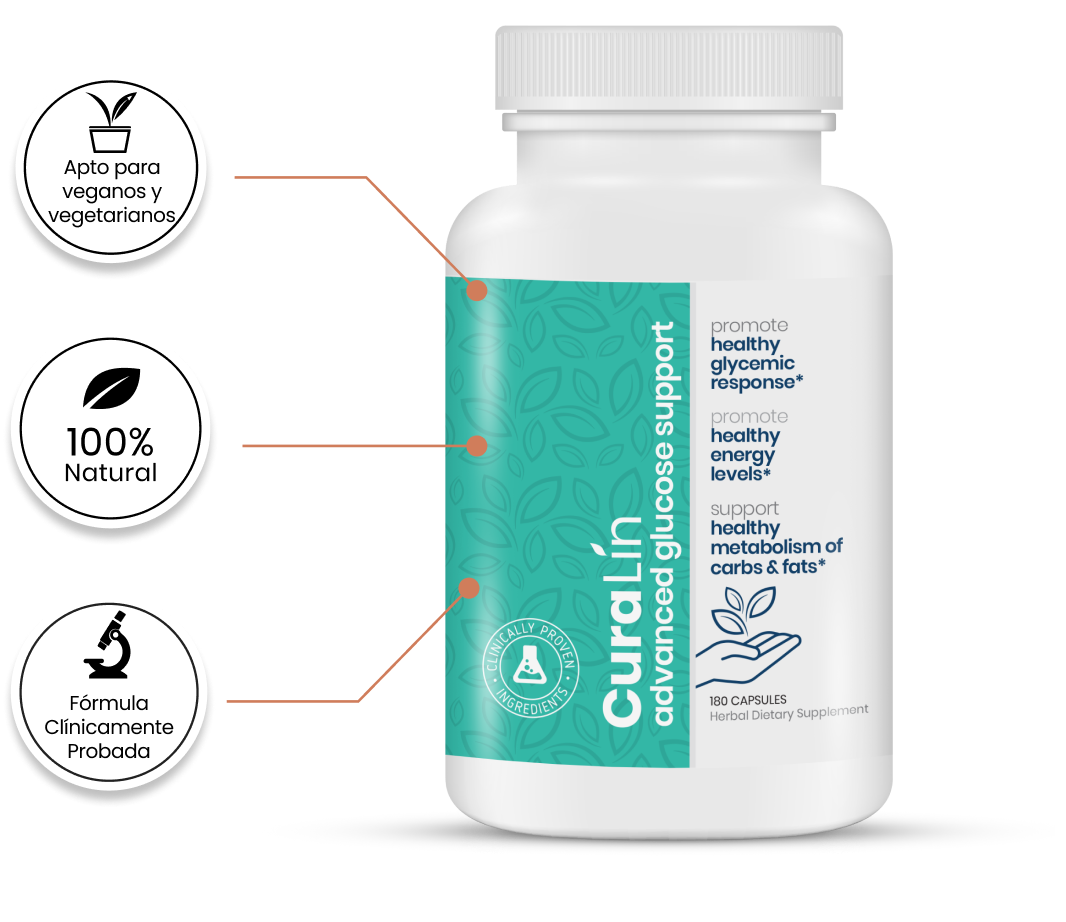 Apto para
veganos y
vegetarianos
100%
Natural
Fórmula
Clínicamente
Probada
CLINICALLY PROVEN
INGREDIENTS
CuraLín
advanced glucose support
promote
healthy
glycemic
response*
promote
healthy
energy
levels*
support
healthy
metabolism of
carbs & fats*
180 CAPSULES
Herbal Dietary Supplement